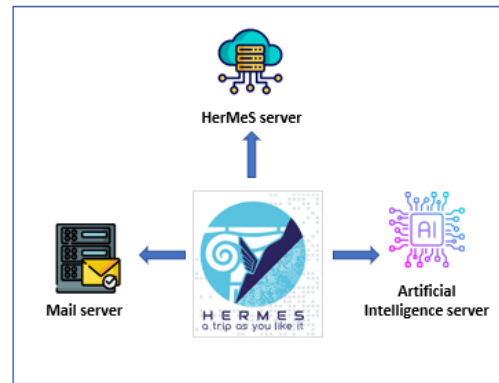 HerMeS server
AI
Mail server
HERMES
a trip as you like it
Artificial
Intelligence server